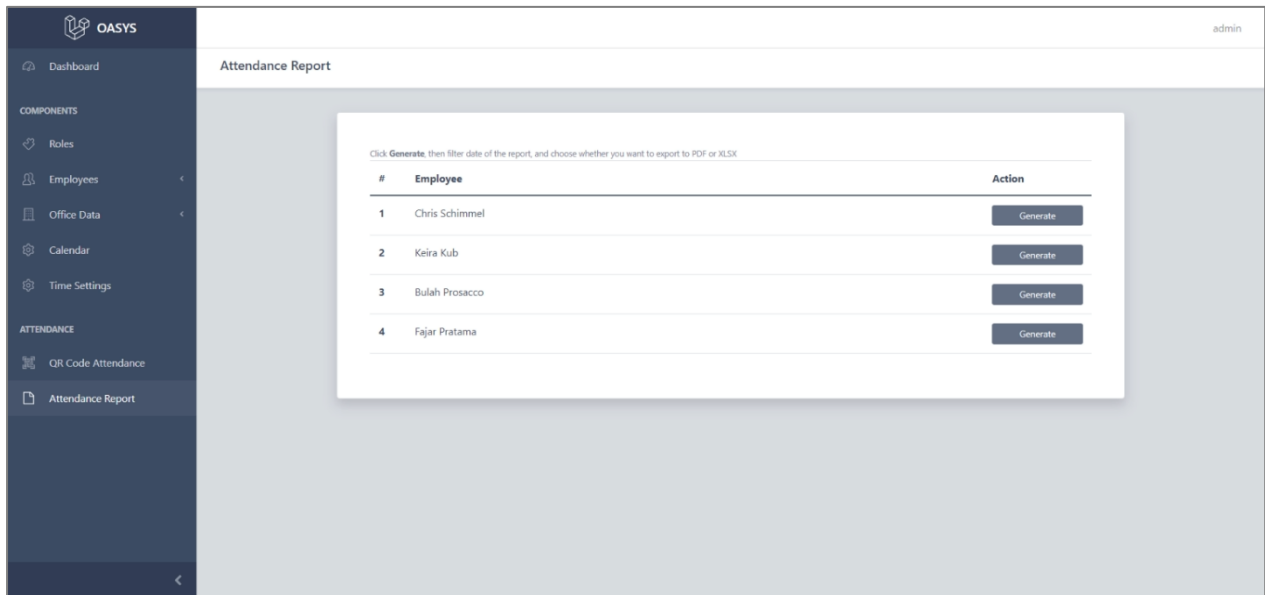 OASYS
admin
Dashboard
Attendance Report
COMPONENTS
Roles
Employees
Office Data
Calendar
Time Settings
ATTENDANCE
QR Code Attendance
Attendance Report
Click Generate, then filter date of the report, and choose whether you want to export to PDF or XLSX
# Employee Action
1 Chris Schimmel Generate
2 Keira Kub Generate
3 Bulah Prosacco Generate
4 Fajar Pratama Generate